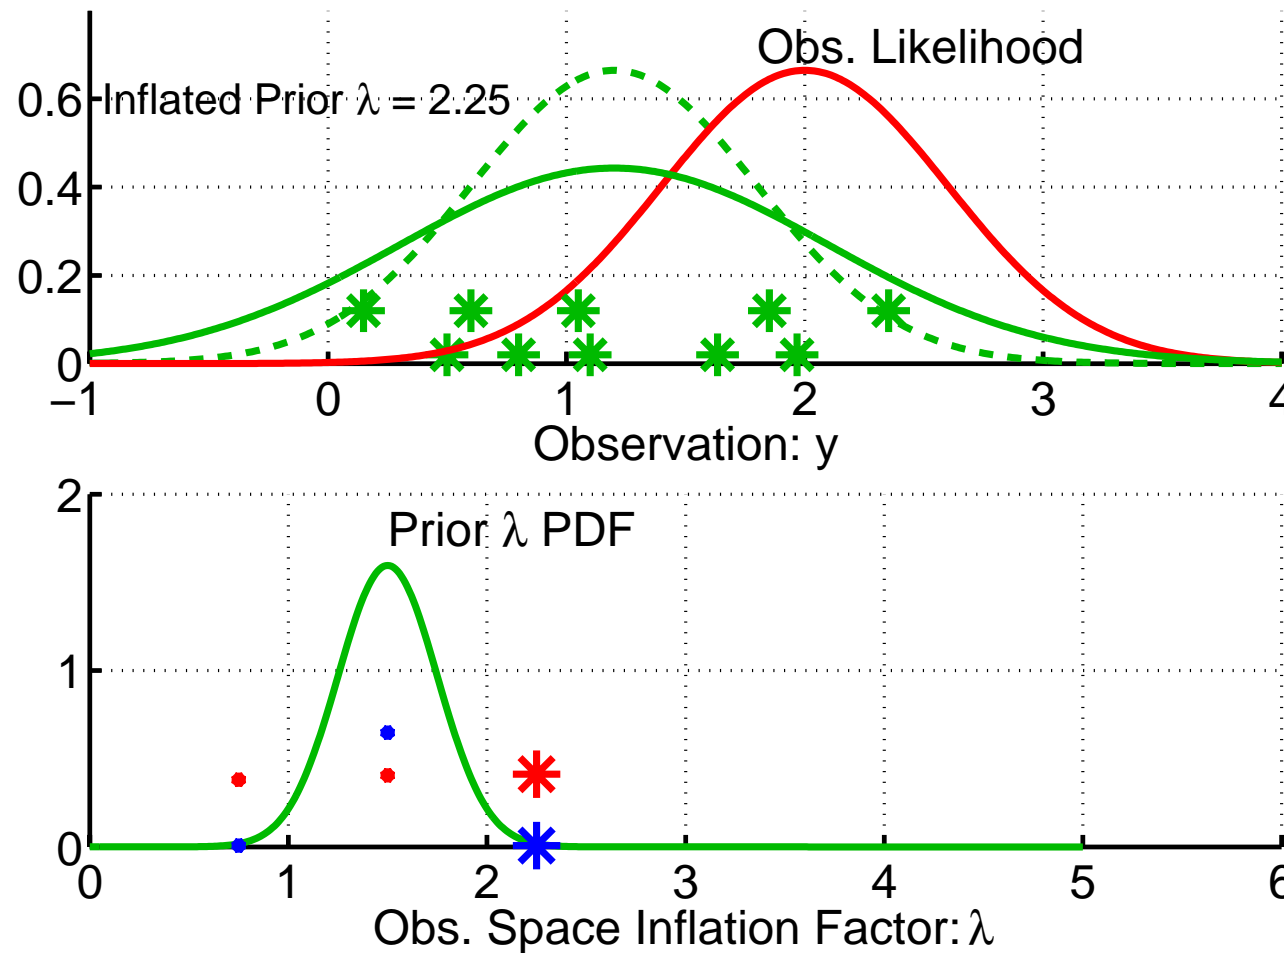 Obs. Likelihood
Inflated Prior λ = 2.25
0.6
0.4
0.2
0
−1 0 1 2 3 4
Observation: y
2
Prior λ PDF
1
0
0 1 2 3 4 5 6
Obs. Space Inflation Factor: λ